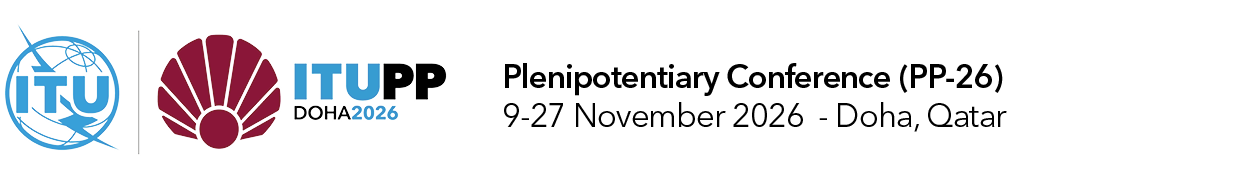 ITU
ITUPP
DOHA2026
Plenipotentiary Conference (PP-26)
9-27 November 2026 - Doha, Qatar